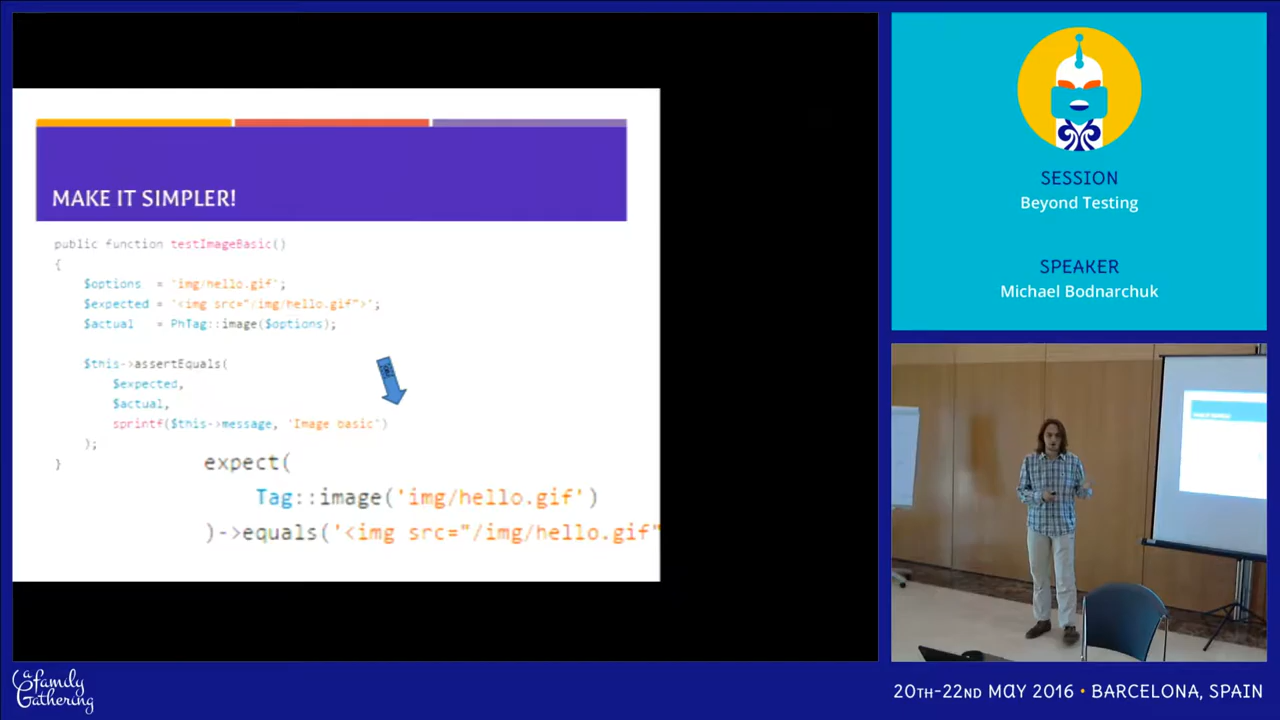 MAKE IT SIMPLER!
public function testImageBasic()
{
$options = 'img/hello.gif';
$expected = '<img src="/img/hello.gif">';
$actual = PhTag::image($options);
$this->assertEquals(
$expected,
$actual,
sprintf($this->message, 'Image basic')
);
}
expect(
Tag::image('img/hello.gif')
)->equals('<img src="/img/hello.gif"
SESSION
Beyond Testing
SPEAKER
Michael Bodnarchuk
a family
Gathering
20TH-22ND MAY 2016 • BARCELONA, SPAIN